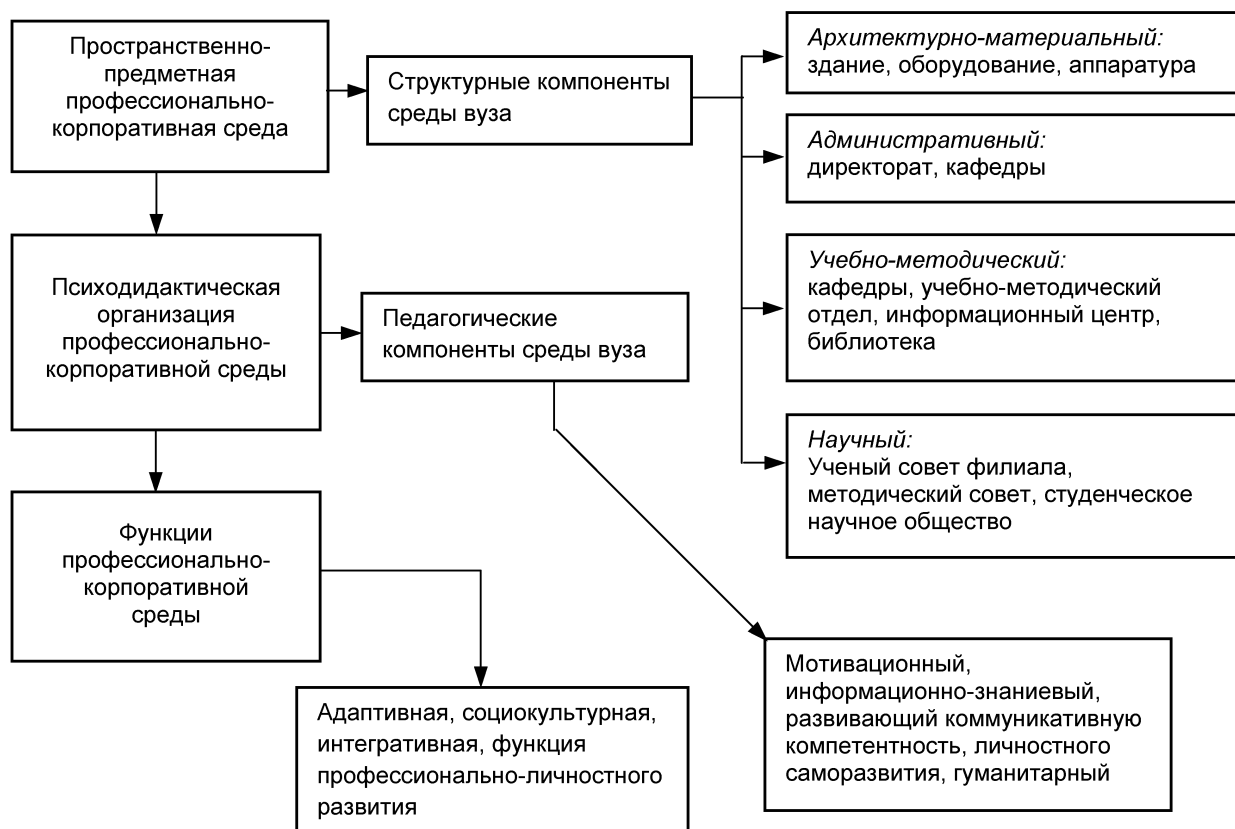 Пространственно-
предметная
профессионально-
корпоративная среда
Структурные компоненты
среды вуза
Архитектурно-материальный:
здание, оборудование, аппаратура
Административный:
директорат, кафедры
Учебно-методический:
кафедры, учебно-методический
отдел, информационный центр,
библиотека
Научный:
Ученый совет филиала,
методический совет, студенческое
научное общество
Психодидактическая
организация
профессионально-
корпоративной среды
Педагогические
компоненты среды вуза
Мотивационный,
информационно-знаниевый,
развивающий коммуникативную
компетентность, личностного
саморазвития, гуманитарный
Функции
профессионально-
корпоративной
среды
Адаптивная, социокультурная,
интегративная, функция
профессионально-личностного
развития